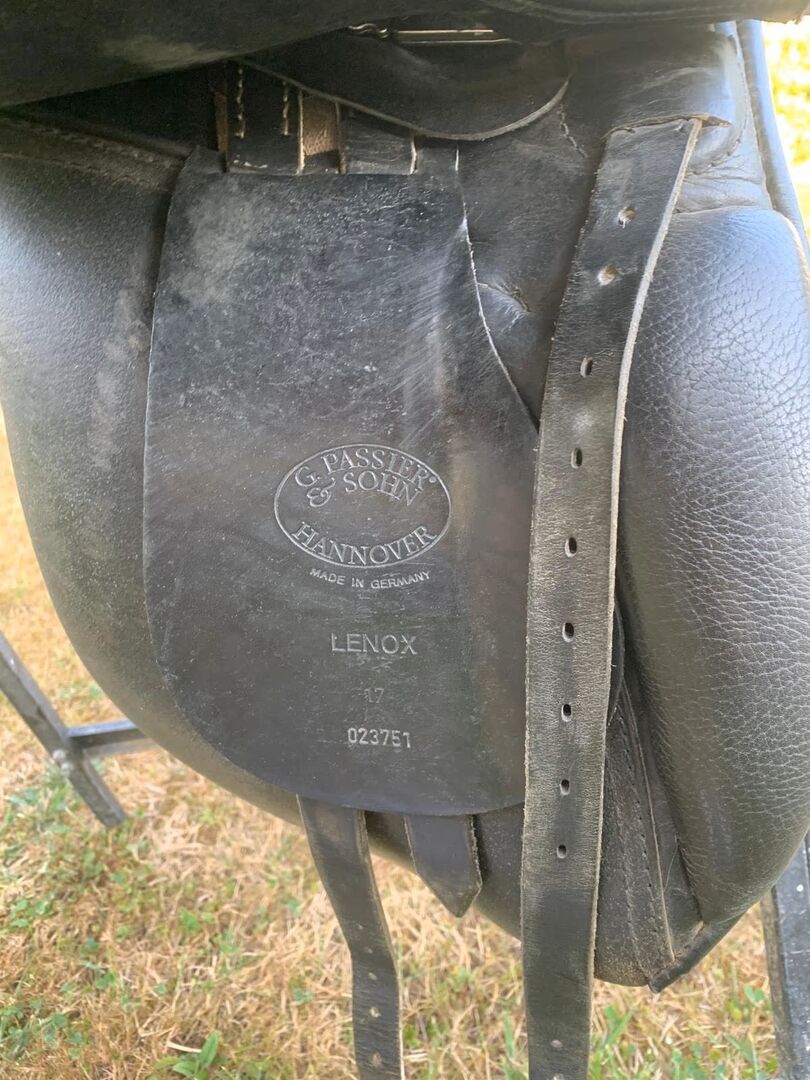 G. PASSIER®
& SOHN
HANNOVER
MADE IN GERMANY
LENOX
17
023751